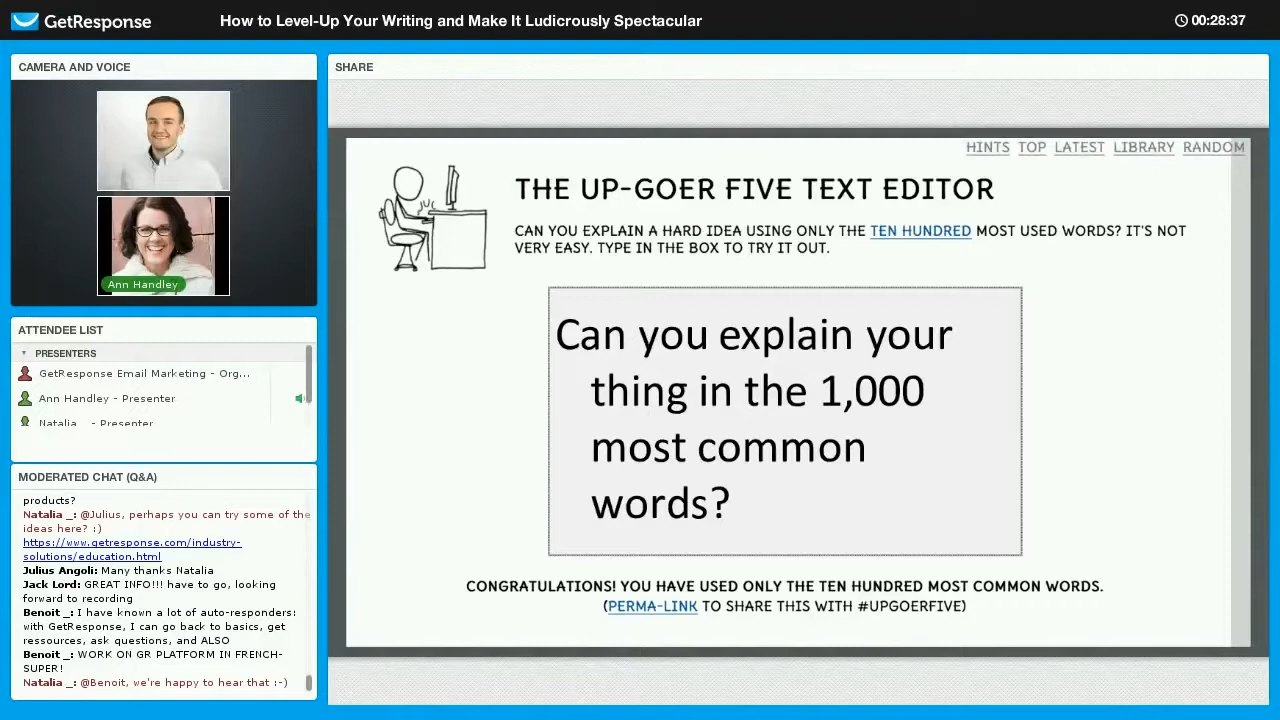 GetResponse
How to Level-Up Your Writing and Make It Ludicrously Spectacular
00:28:37
CAMERA AND VOICE
Ann Handley
ATTENDEE LIST
PRESENTERS
GetResponse Email Marketing - Org...
Ann Handley - Presenter
Natalia _ - Presenter
MODERATED CHAT (Q&A)
products?
Natalia _: @Julius, perhaps you can try some of the
ideas here? :)
https://www.getresponse.com/industry-
solutions/education.html
Julius Angoli: Many thanks Natalia
Jack Lord: GREAT INFO!!! have to go, looking
forward to recording
Benoit _: I have known a lot of auto-responders:
with GetResponse, I can go back to basics, get
ressources, ask questions, and ALSO
Benoit _: WORK ON GR PLATFORM IN FRENCH-
SUPER!
Natalia _: @Benoit, we're happy to hear that :-)
SHARE
HINTS TOP LATEST LIBRARY RANDOM
THE UP-GOER FIVE TEXT EDITOR
CAN YOU EXPLAIN A HARD IDEA USING ONLY THE TEN HUNDRED MOST USED WORDS? IT'S NOT
VERY EASY. TYPE IN THE BOX TO TRY IT OUT.
Can you explain your
thing in the 1,000
most common
words?
CONGRATULATIONS! YOU HAVE USED ONLY THE TEN HUNDRED MOST COMMON WORDS.
(PERMA-LINK TO SHARE THIS WITH #UPGOERFIVE)